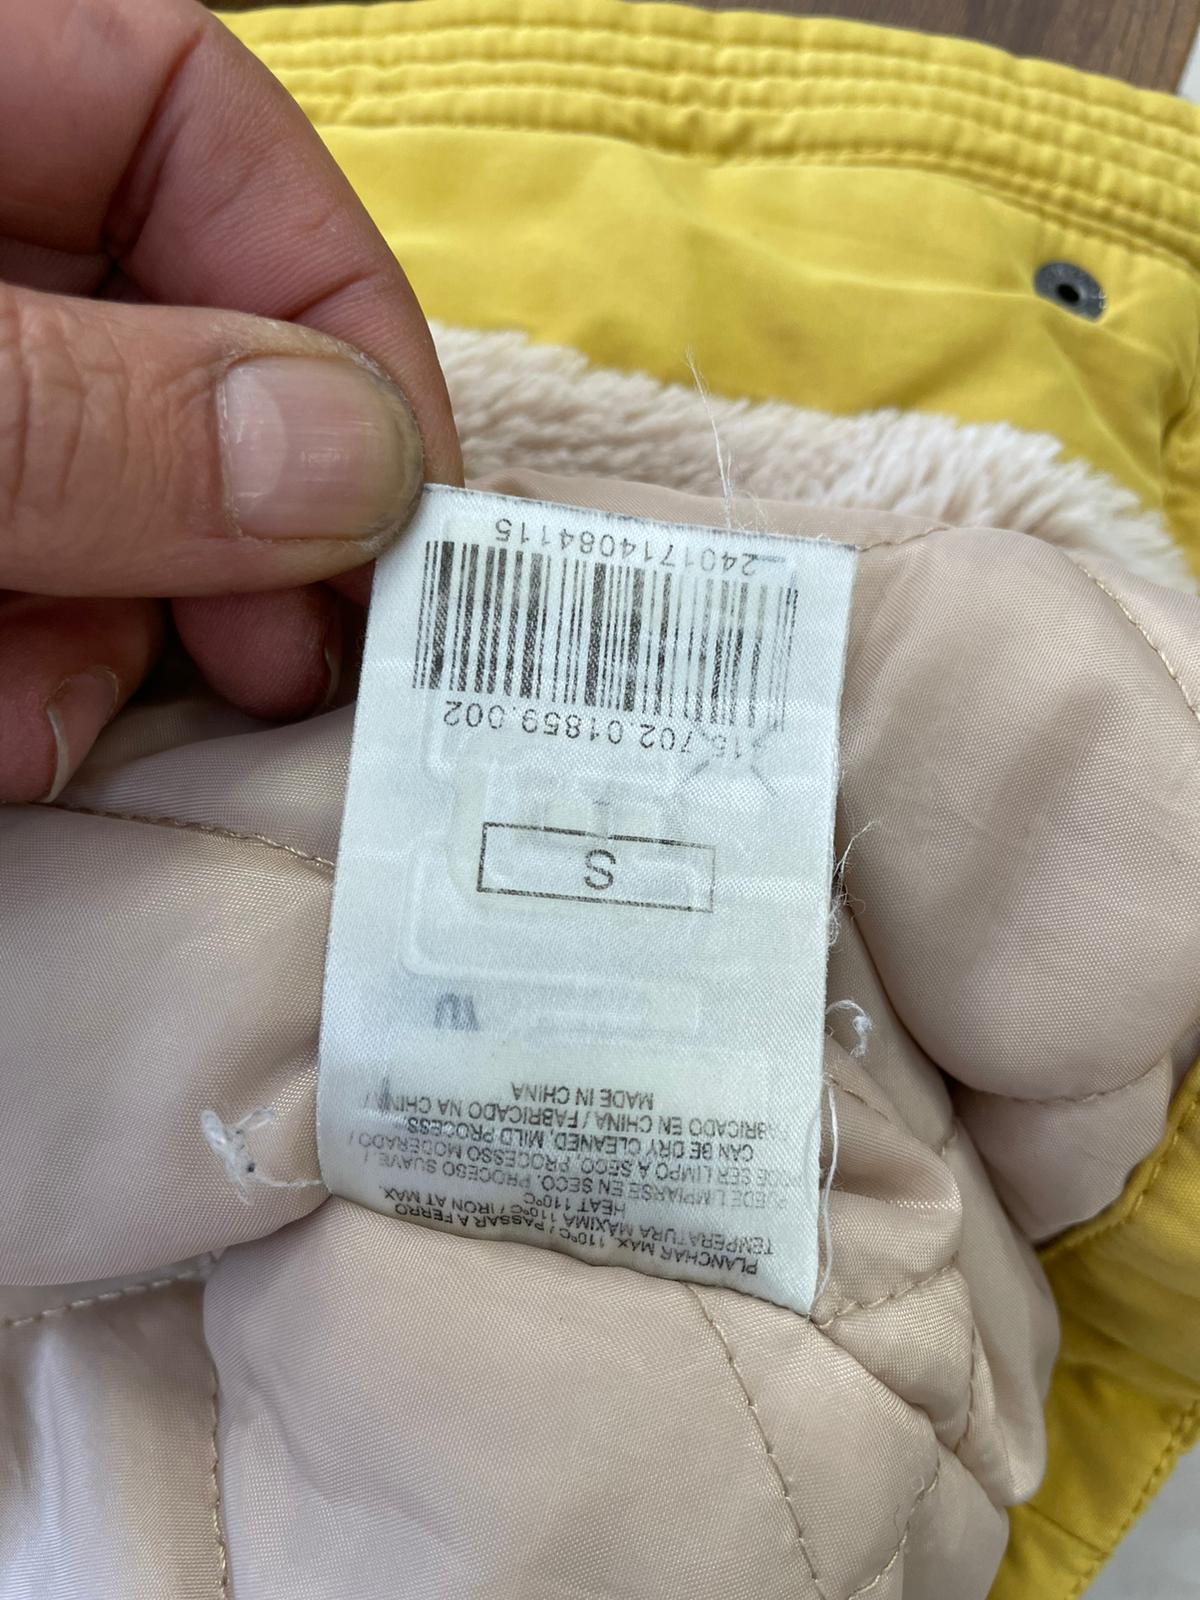 PLANCHAR MAX. 110ºC / PASSAR A FERRO
TEMPERATURA MAXIMA 110ºC / IRON AT MAX.
HEAT 110ºC
PUEDE LIMPIARSE EN SECO. PROCESO SUAVE. /
PODE SER LIMPO A SECO. PROCESSO MODERADO /
CAN BE DRY CLEANED. MILD PROCESS
FABRICADO EN CHINA / FABRICADO NA CHINA /
MADE IN CHINA
S
15.702.01859.002
2401714084115